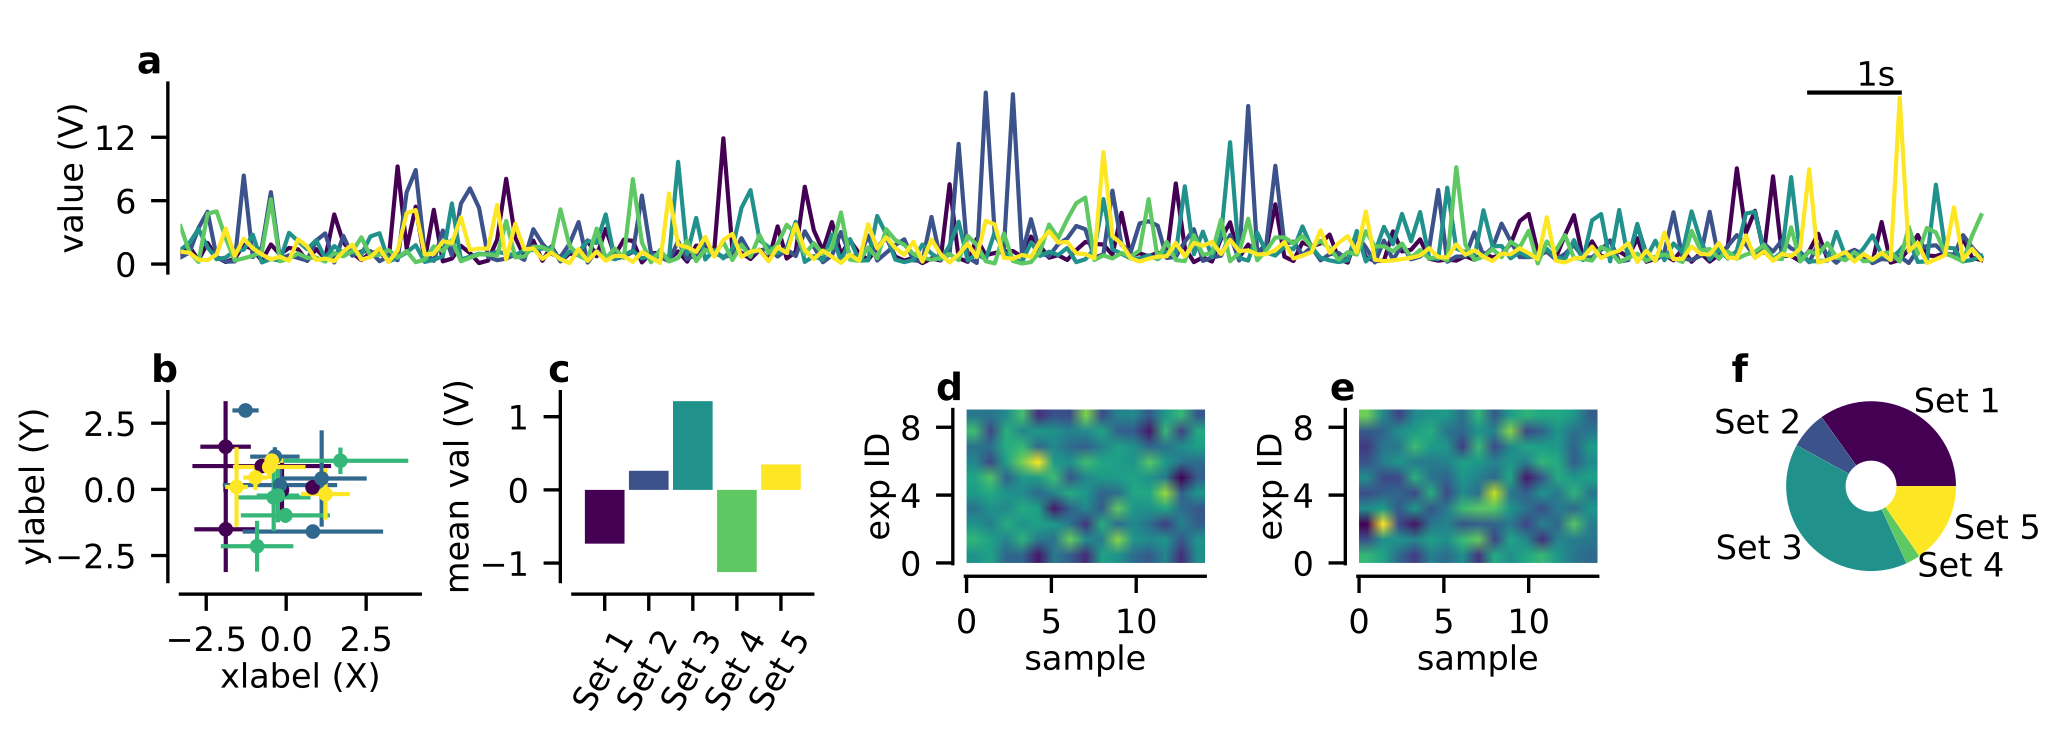 a
value (V)
12
6
0
1s
b
ylabel (Y)
2.5
0.0
−2.5
−2.5 0.0 2.5
xlabel (X)
c
mean val (V)
1
0
−1
Set 1
Set 2
Set 3
Set 4
Set 5
d
exp ID
8
4
0
0 5 10
sample
e
exp ID
8
4
0
0 5 10
sample
f
Set 1
Set 2
Set 3
Set 5
Set 4